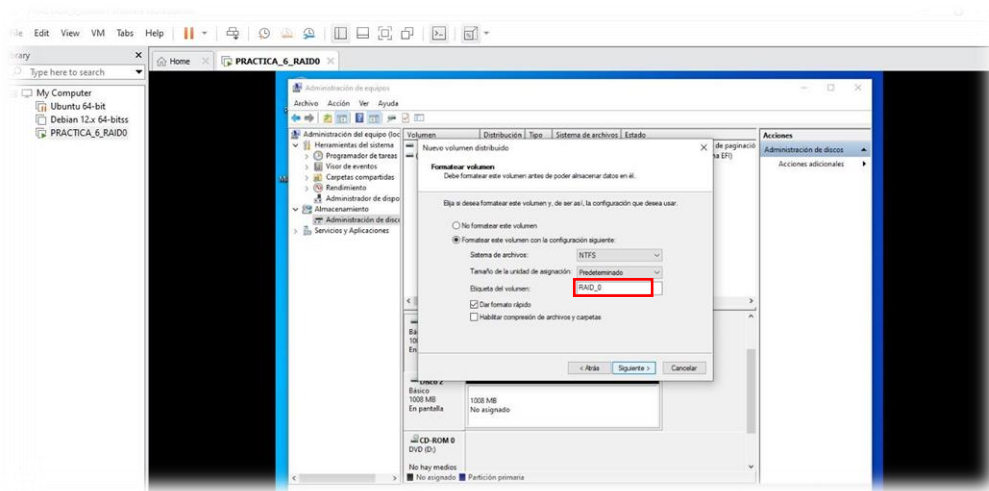 Edit View VM Tabs Help
Type here to search
Home
PRACTICA_6_RAID0
My Computer
Ubuntu 64-bit
Debian 12.x 64-bitss
PRACTICA_6_RAID0
Administración de equipos
Archivo Acción Ver Ayuda
Administración del equipo (loc
Herramientas del sistema
Programador de tareas
Visor de eventos
Carpetas compartidas
Rendimiento
Administrador de dispo
Almacenamiento
Administración de disc
Servicios y Aplicaciones
Volumen Distribución Tipo Sistema de archivos Estado
de paginació
a EFI)
Acciones
Administración de discos
Acciones adicionales
Nuevo volumen distribuido
Formatear volumen
Debe formatear este volumen antes de poder almacenar datos en él.
Elija si desea formatear este volumen y, de ser así, la configuración que desea usar.
No formatear este volumen
Formatear este volumen con la configuración siguiente:
Sistema de archivos: NTFS
Tamaño de la unidad de asignación: Predeterminado
Etiqueta del volumen: RAID_0
Dar formato rápido
Habilitar compresión de archivos y carpetas
< Atrás Siguiente > Cancelar
Disco 2
Básico
1008 MB
En pantalla
1008 MB
No asignado
CD-ROM 0
DVD (D:)
No hay medios
No asignado Partición primaria